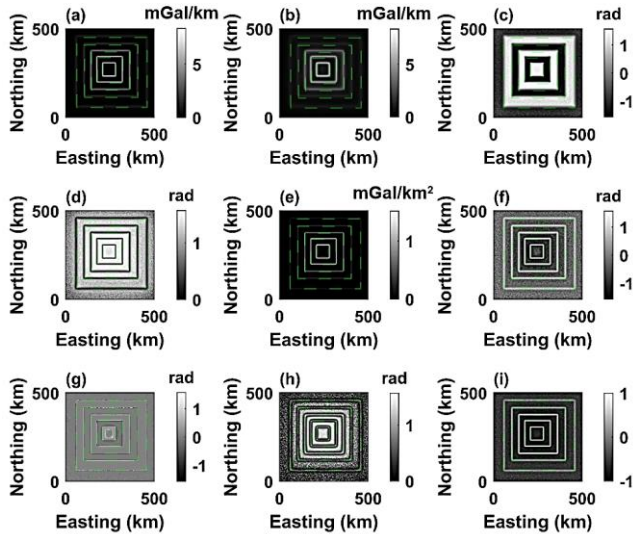 (a) mGal/km (b) mGal/km (c) rad
Northing (km) 500 0 5 0 Northing (km) 500 0 5 0 Northing (km) 500 0 1 0 -1
0 500 0 500 0 500
Easting (km) Easting (km) Easting (km)
(d) rad (e) mGal/km² (f) rad
Northing (km) 500 0 1 0 Northing (km) 500 0 1 0 Northing (km) 500 0 1 0 -1
0 500 0 500 0 500
Easting (km) Easting (km) Easting (km)
(g) rad (h) rad (i)
Northing (km) 500 0 1 0 -1 Northing (km) 500 0 1 0 Northing (km) 500 0 1 0 -1
0 500 0 500 0 500
Easting (km) Easting (km) Easting (km)